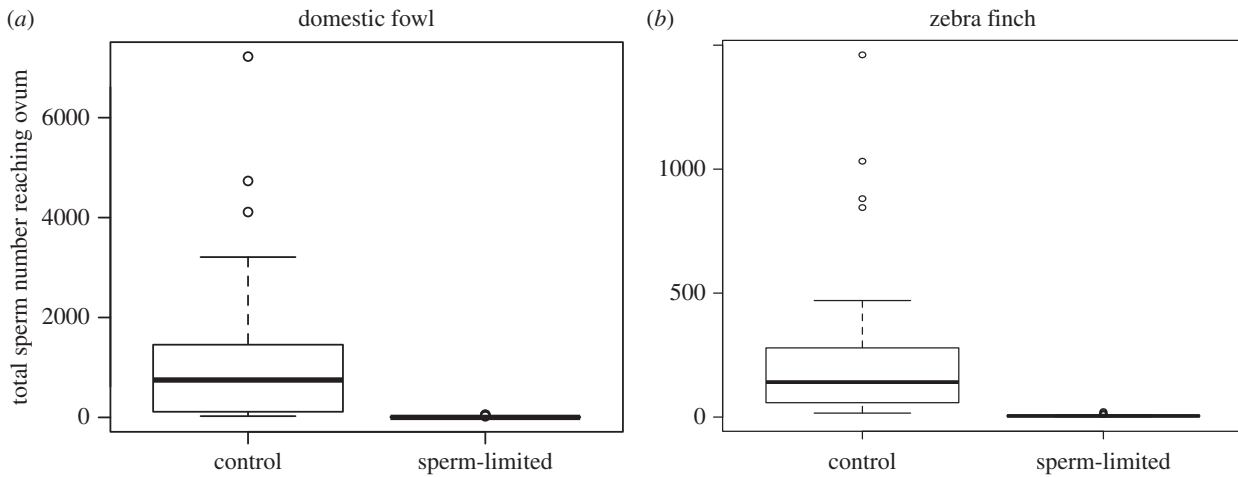 (a)
domestic fowl
total sperm number reaching ovum
6000
4000
2000
0
control
sperm-limited
(b)
zebra finch
1000
500
0
control
sperm-limited